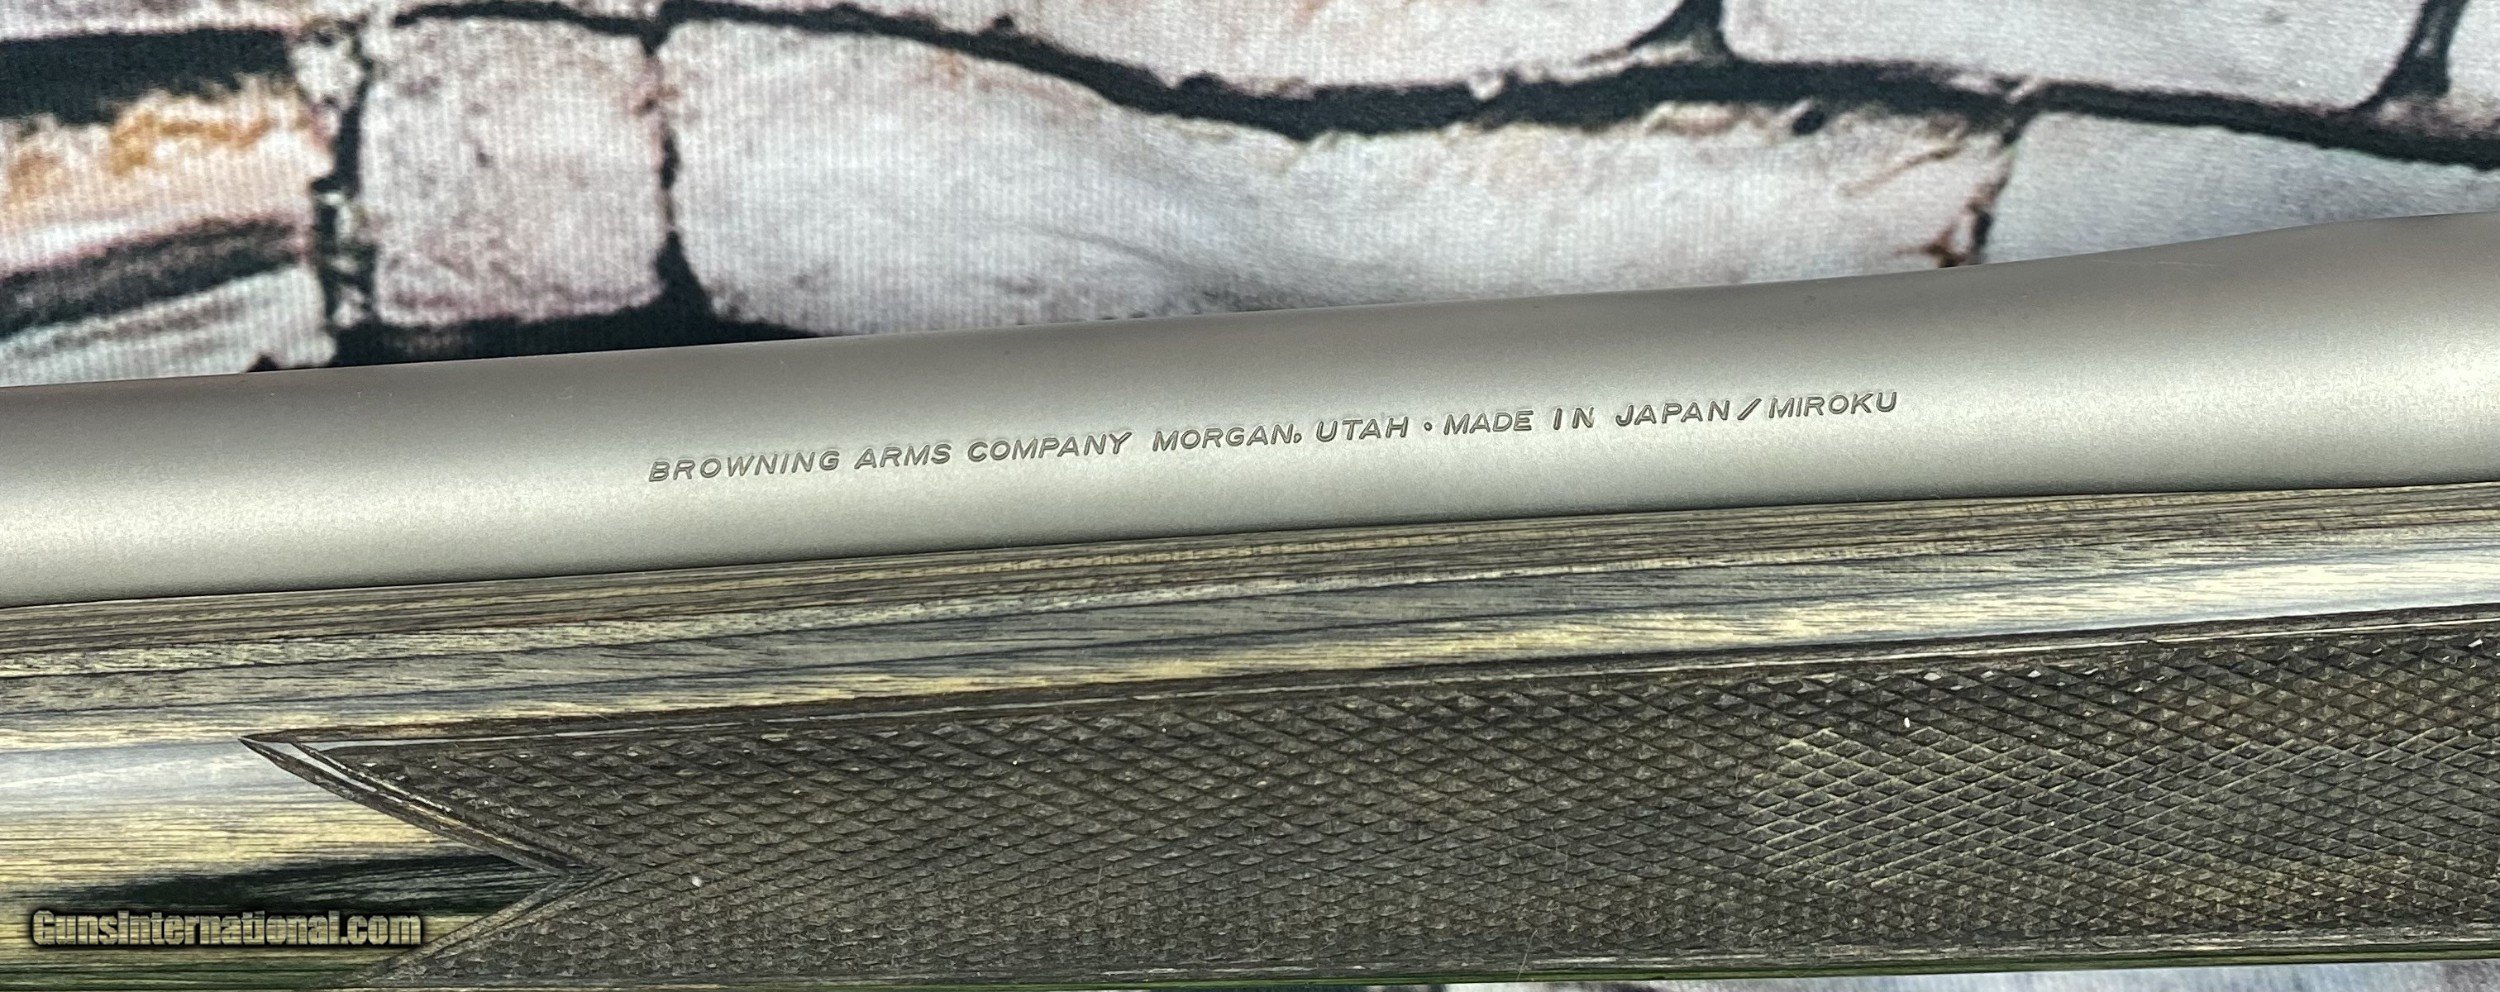 BROWNING ARMS COMPANY MORGAN, UTAH • MADE IN JAPAN/MIROKU
GunsInternational.com